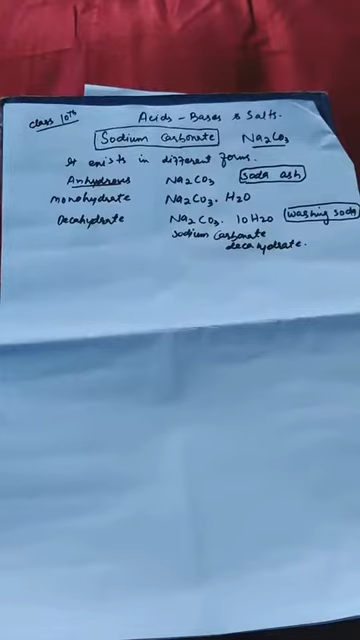 class 10th
Acids - Bases & Salts.
Sodium Carbonate Na2CO3
It exists in different forms.
Anhydrous Na2CO3 Soda ash
Monohydrate Na2CO3. H2O
Decahydrate Na2CO3. 10H2O washing soda
Sodium Carbonate
decahydrate.